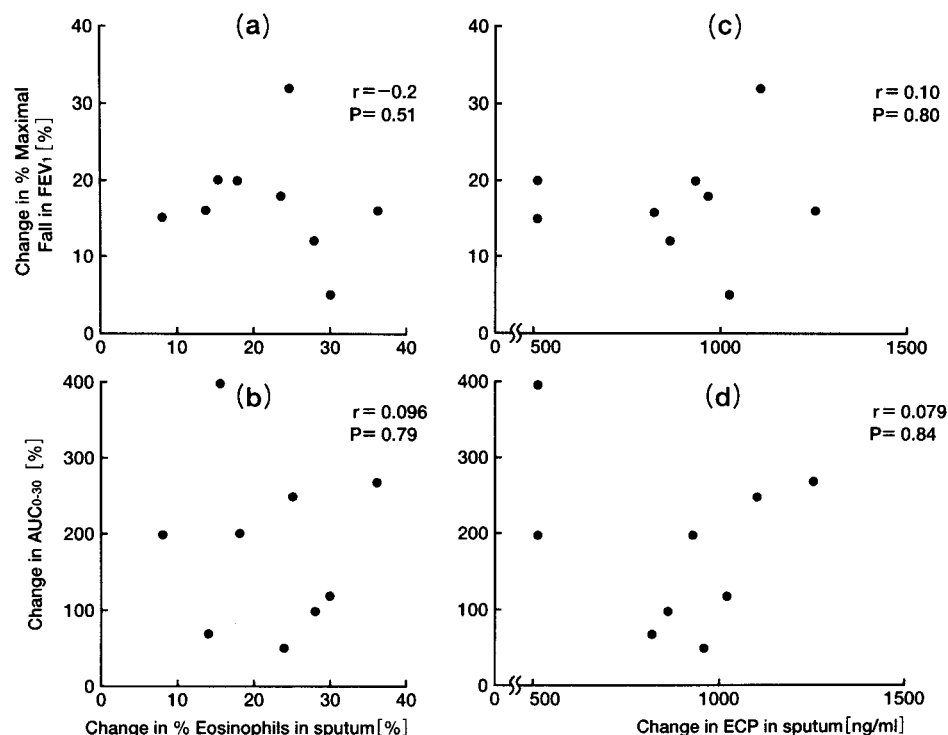 (a)
40
30
20
10
0
0 10 20 30 40
Change in % Maximal
Fall in FEV1 [%]
r=−0.2
P= 0.51
(c)
40
30
20
10
0
0 500 1000 1500
r= 0.10
P= 0.80
(b)
400
300
200
100
0
0 10 20 30 40
Change in AUC0-30 [%]
r= 0.096
P= 0.79
Change in % Eosinophils in sputum[%]
(d)
400
300
200
100
0
0 500 1000 1500
r= 0.079
P= 0.84
Change in ECP in sputum[ng/ml]